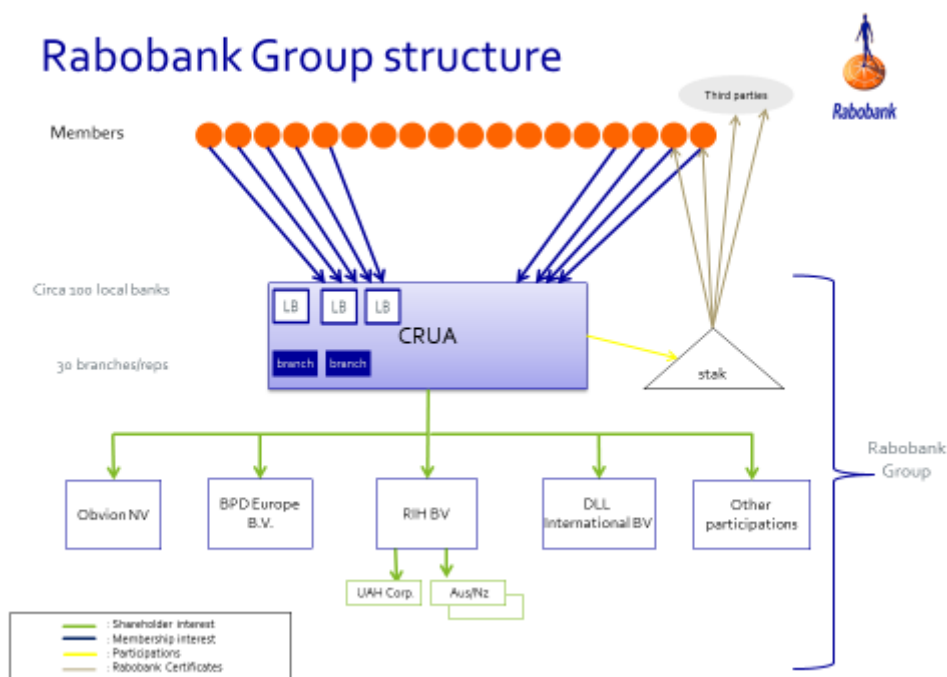 Rabobank Group structure
Third parties
Rabobank
Members
Circa 100 local banks
LB
LB
LB
CRUA
30 branches/reps
branch
branch
stak
Rabobank
Group
Obvion NV
BPD Europe
B.V.
RIH BV
DLL
International BV
Other
participations
UAH Corp.
Aus/Nz
: Shareholder interest
: Membership interest
: Participations
: Rabobank Certificates